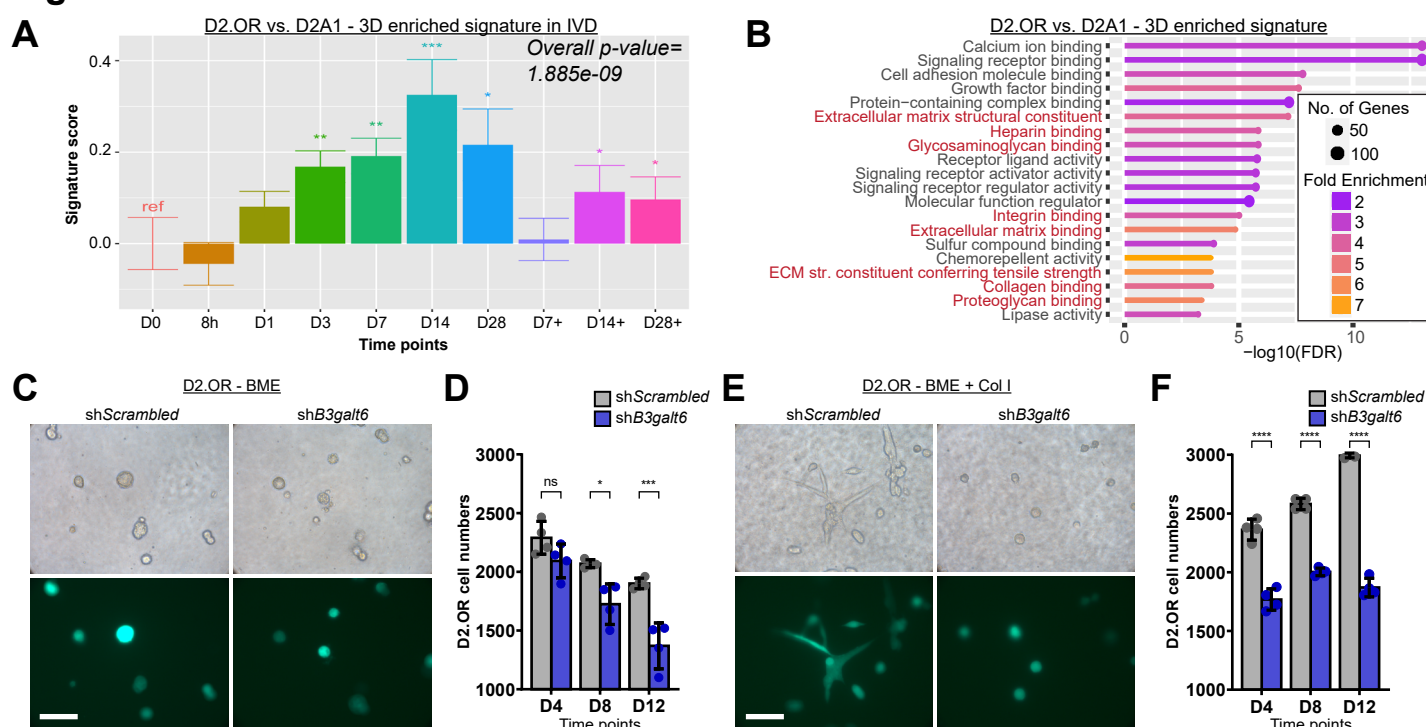 A
D2.OR vs. D2A1 - 3D enriched signature in IVD
Overall p-value=
1.885e-09
Signature score
0.4
0.2
0.0
ref
**
**
***
*
*
*
D0 8h D1 D3 D7 D14 D28 D7+ D14+ D28+
Time points
B
D2.OR vs. D2A1 - 3D enriched signature
Calcium ion binding
Signaling receptor binding
Cell adhesion molecule binding
Growth factor binding
Protein−containing complex binding
Extracellular matrix structural constituent
Heparin binding
Glycosaminoglycan binding
Receptor ligand activity
Signaling receptor activator activity
Signaling receptor regulator activity
Molecular function regulator
Integrin binding
Extracellular matrix binding
Sulfur compound binding
Chemorepellent activity
ECM str. constituent conferring tensile strength
Collagen binding
Proteoglycan binding
Lipase activity
0 5 10
−log10(FDR)
No. of Genes
50
100
Fold Enrichment
2
3
4
5
6
7
C
D2.OR - BME
shScrambled shB3galt6
D
shScrambled
shB3galt6
D2.OR cell numbers
3000
2500
2000
1500
1000
ns * ***
D4 D8 D12
Time points
E
D2.OR - BME + Col I
shScrambled shB3galt6
F
shScrambled
shB3galt6
D2.OR cell numbers
3000
2500
2000
1500
1000
**** **** ****
D4 D8 D12
Time points